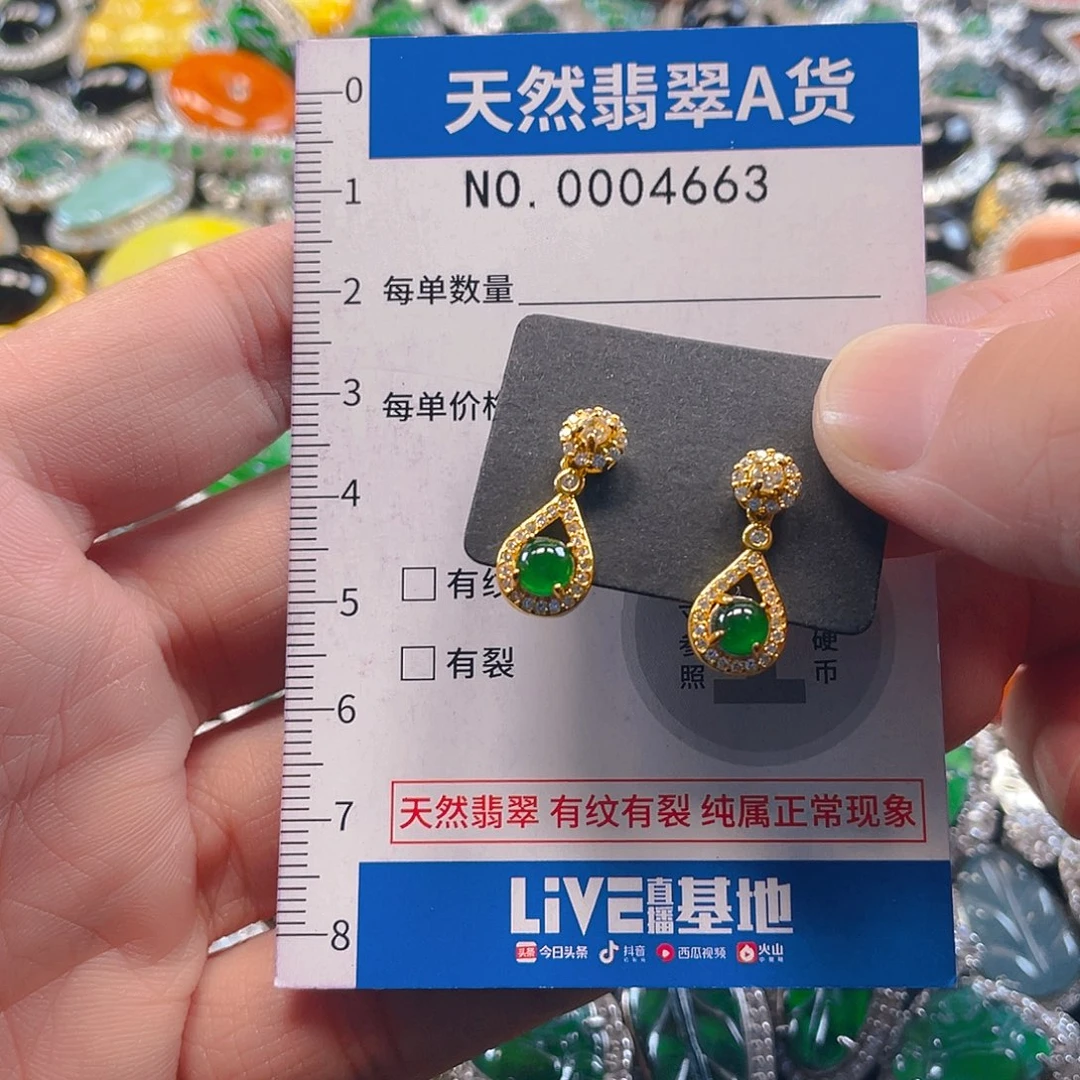 天然翡翠A货
0
NO.0004663
1
2
每单数量
3
每单价
4
5
有
有裂
照
硬
币
6
7
天然翡翠 有纹有裂 纯属正常现象
8
LiVE直播基地
头条 今日头条 抖音 西瓜视频 火山